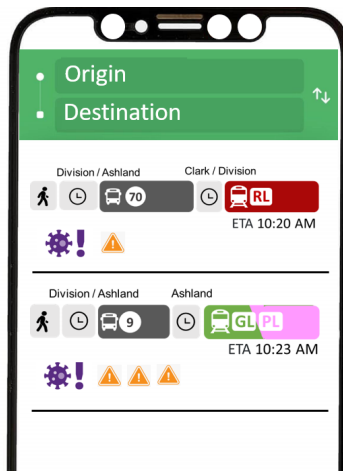 Origin
Destination
Division / Ashland Clark / Division
70 RL
ETA 10:20 AM
!
!
Division / Ashland Ashland
9 GL PL
ETA 10:23 AM
!
! ! !